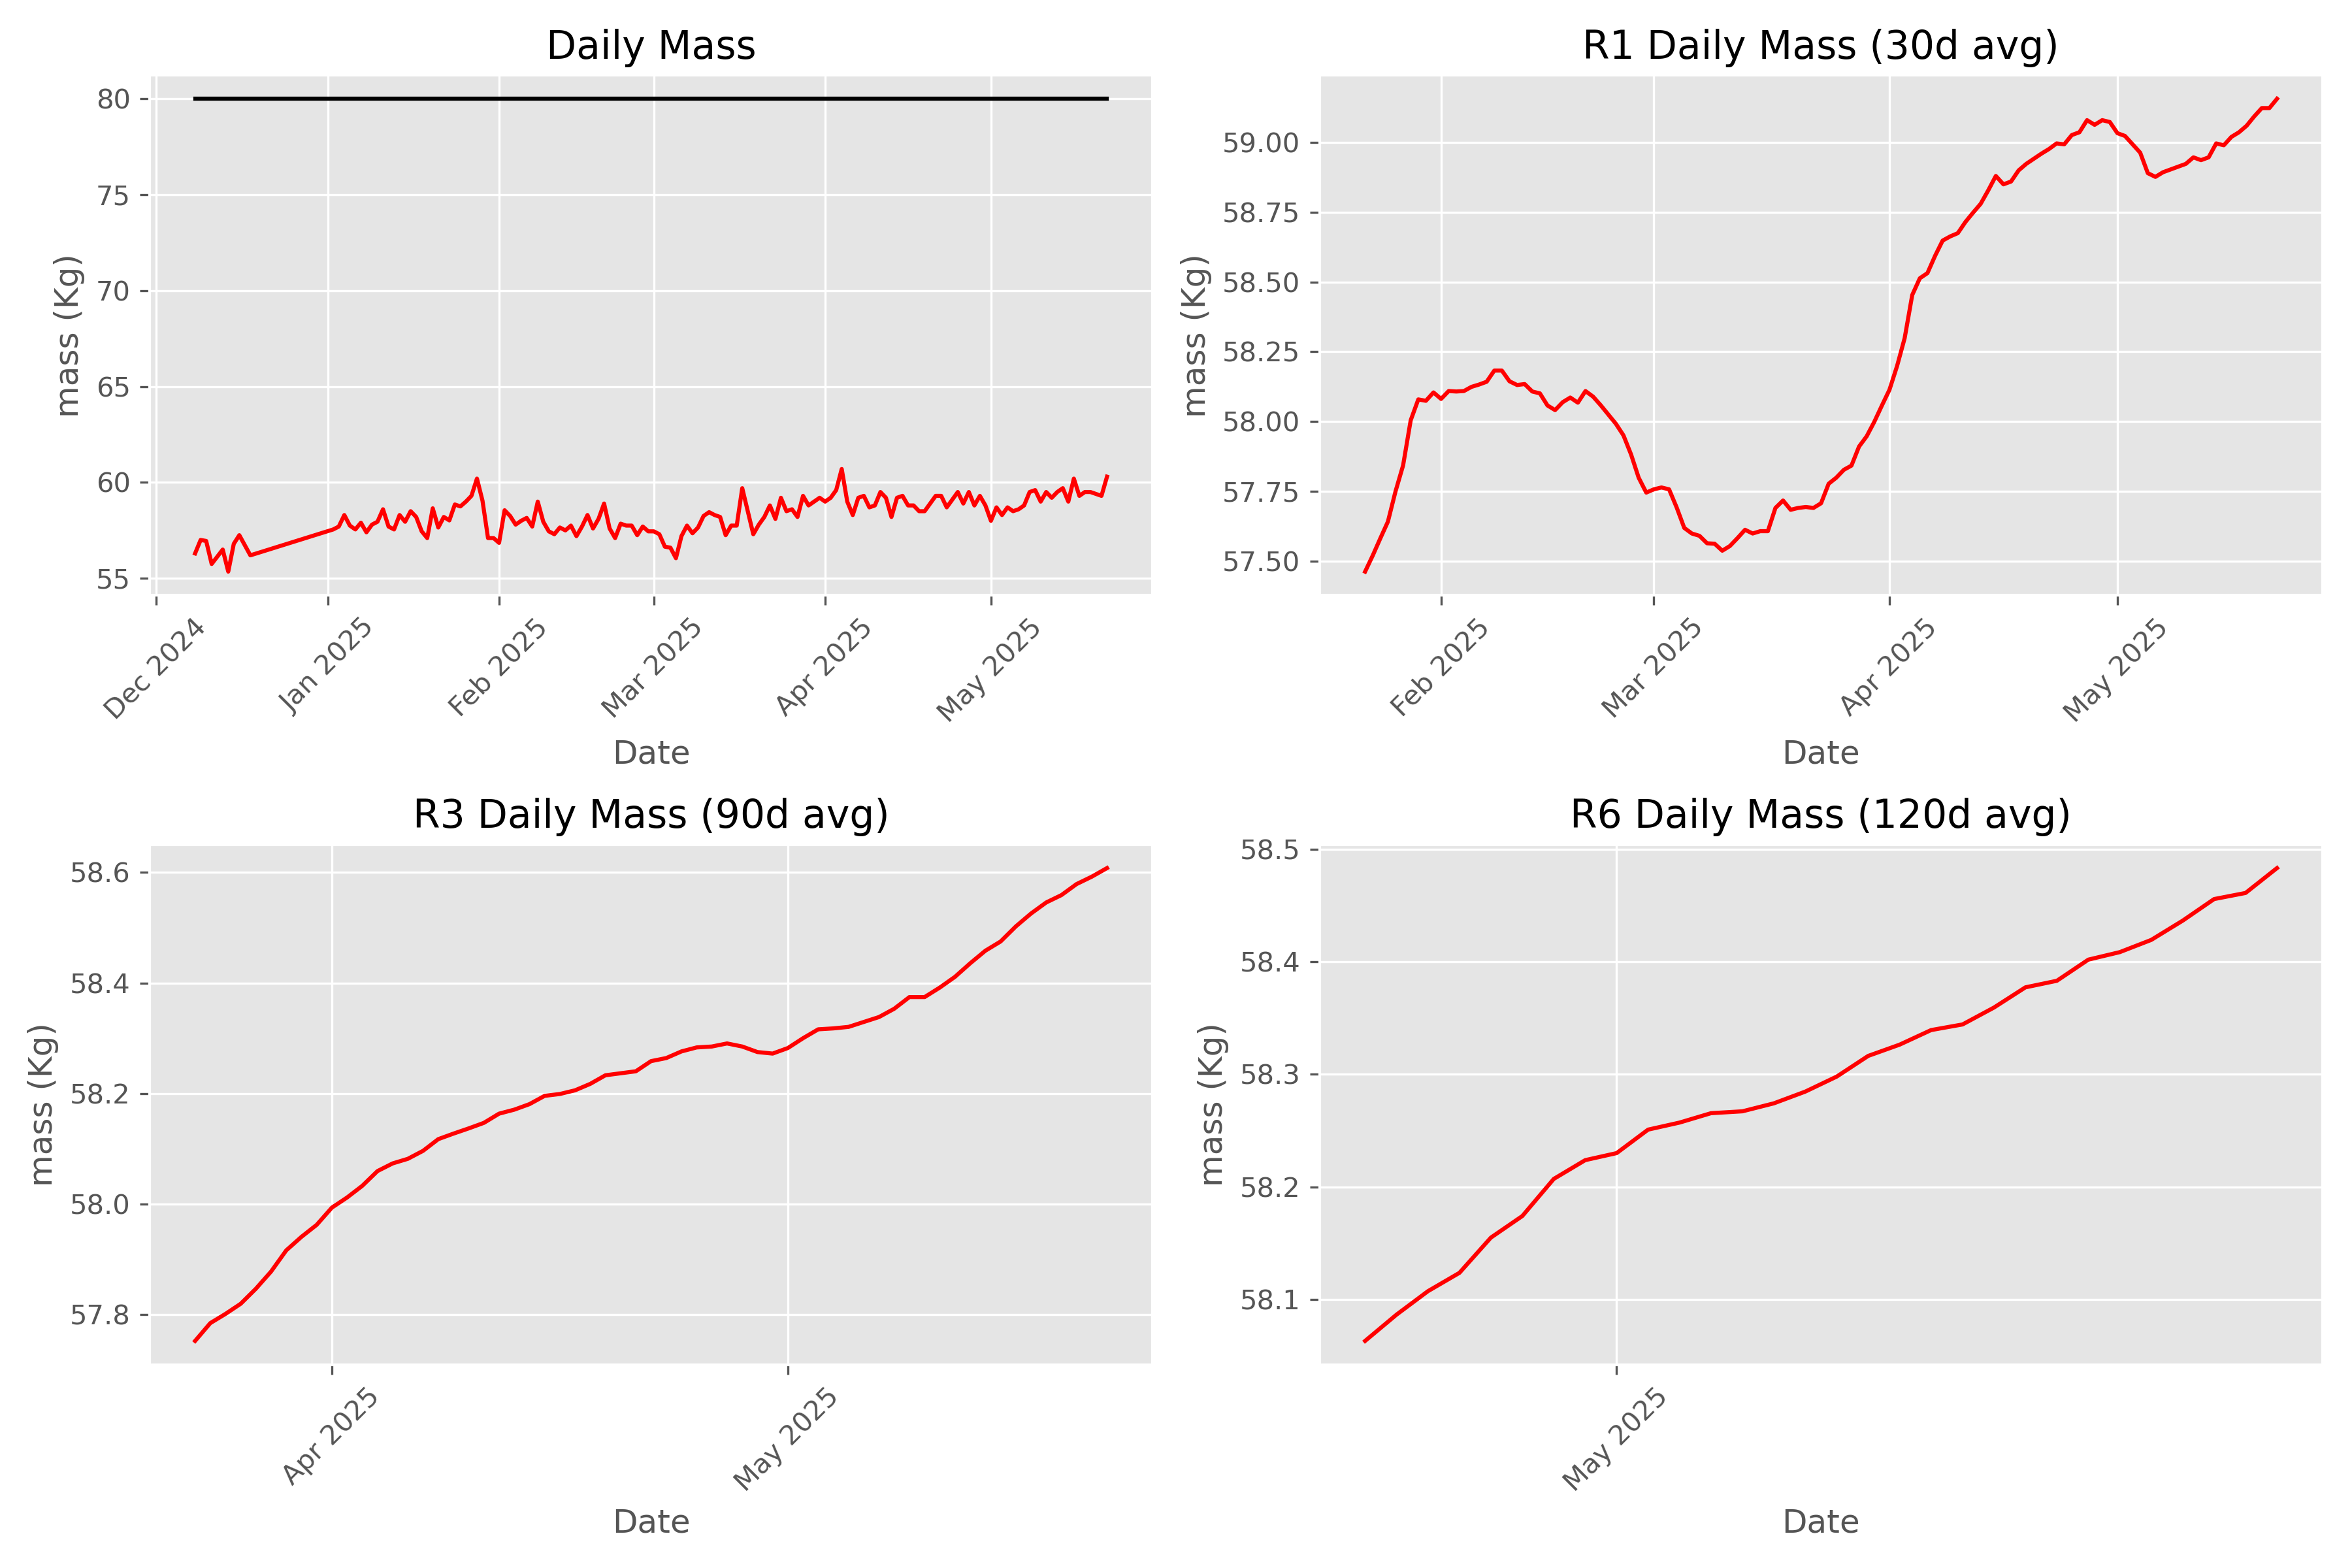 Daily Mass
mass (Kg)
80
75
70
65
60
55
Dec 2024
Jan 2025
Feb 2025
Mar 2025
Apr 2025
May 2025
Date
R1 Daily Mass (30d avg)
mass (Kg)
59.00
58.75
58.50
58.25
58.00
57.75
57.50
Feb 2025
Mar 2025
Apr 2025
May 2025
Date
R3 Daily Mass (90d avg)
mass (Kg)
58.6
58.4
58.2
58.0
57.8
Apr 2025
May 2025
Date
R6 Daily Mass (120d avg)
mass (Kg)
58.5
58.4
58.3
58.2
58.1
May 2025
Date